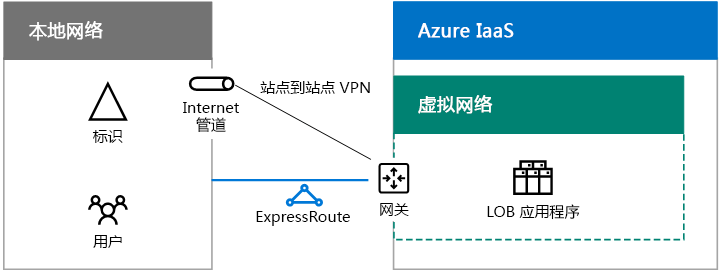 本地网络
Azure IaaS
站点到站点 VPN
虚拟网络
Internet
管道
标识
ExpressRoute
网关
LOB 应用程序
用户